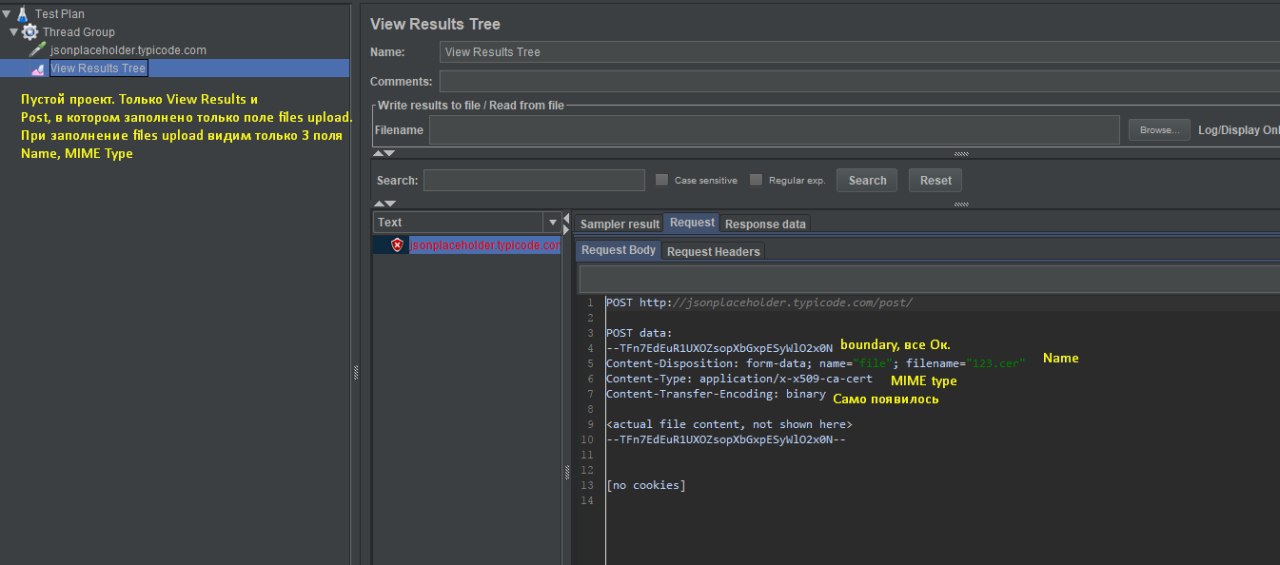 Test Plan
Thread Group
jsonplaceholder.typicode.com
View Results Tree
Пустой проект. Только View Results и
Post, в котором заполнено только поле files upload.
При заполнение files upload видим только 3 поля
Name, MIME Type
View Results Tree
Name: View Results Tree
Comments:
Write results to file / Read from file
Filename Browse... Log/Display Onl
Search: Case sensitive Regular exp. Search Reset
Text
jsonplaceholder.typicode.com
Sampler result Request Response data
Request Body Request Headers
1 POST http://jsonplaceholder.typicode.com/post/
2
3 POST data:
4 --TFn7EdEuR1UXOZsopXbGxpESyWlO2x0N boundary, все Ок.
5 Content-Disposition: form-data; name="file"; filename="123.cer" Name
6 Content-Type: application/x-x509-ca-cert MIME type
7 Content-Transfer-Encoding: binary Само появилось
8
9 <actual file content, not shown here>
10 --TFn7EdEuR1UXOZsopXbGxpESyWlO2x0N--
11
12
13 [no cookies]
14